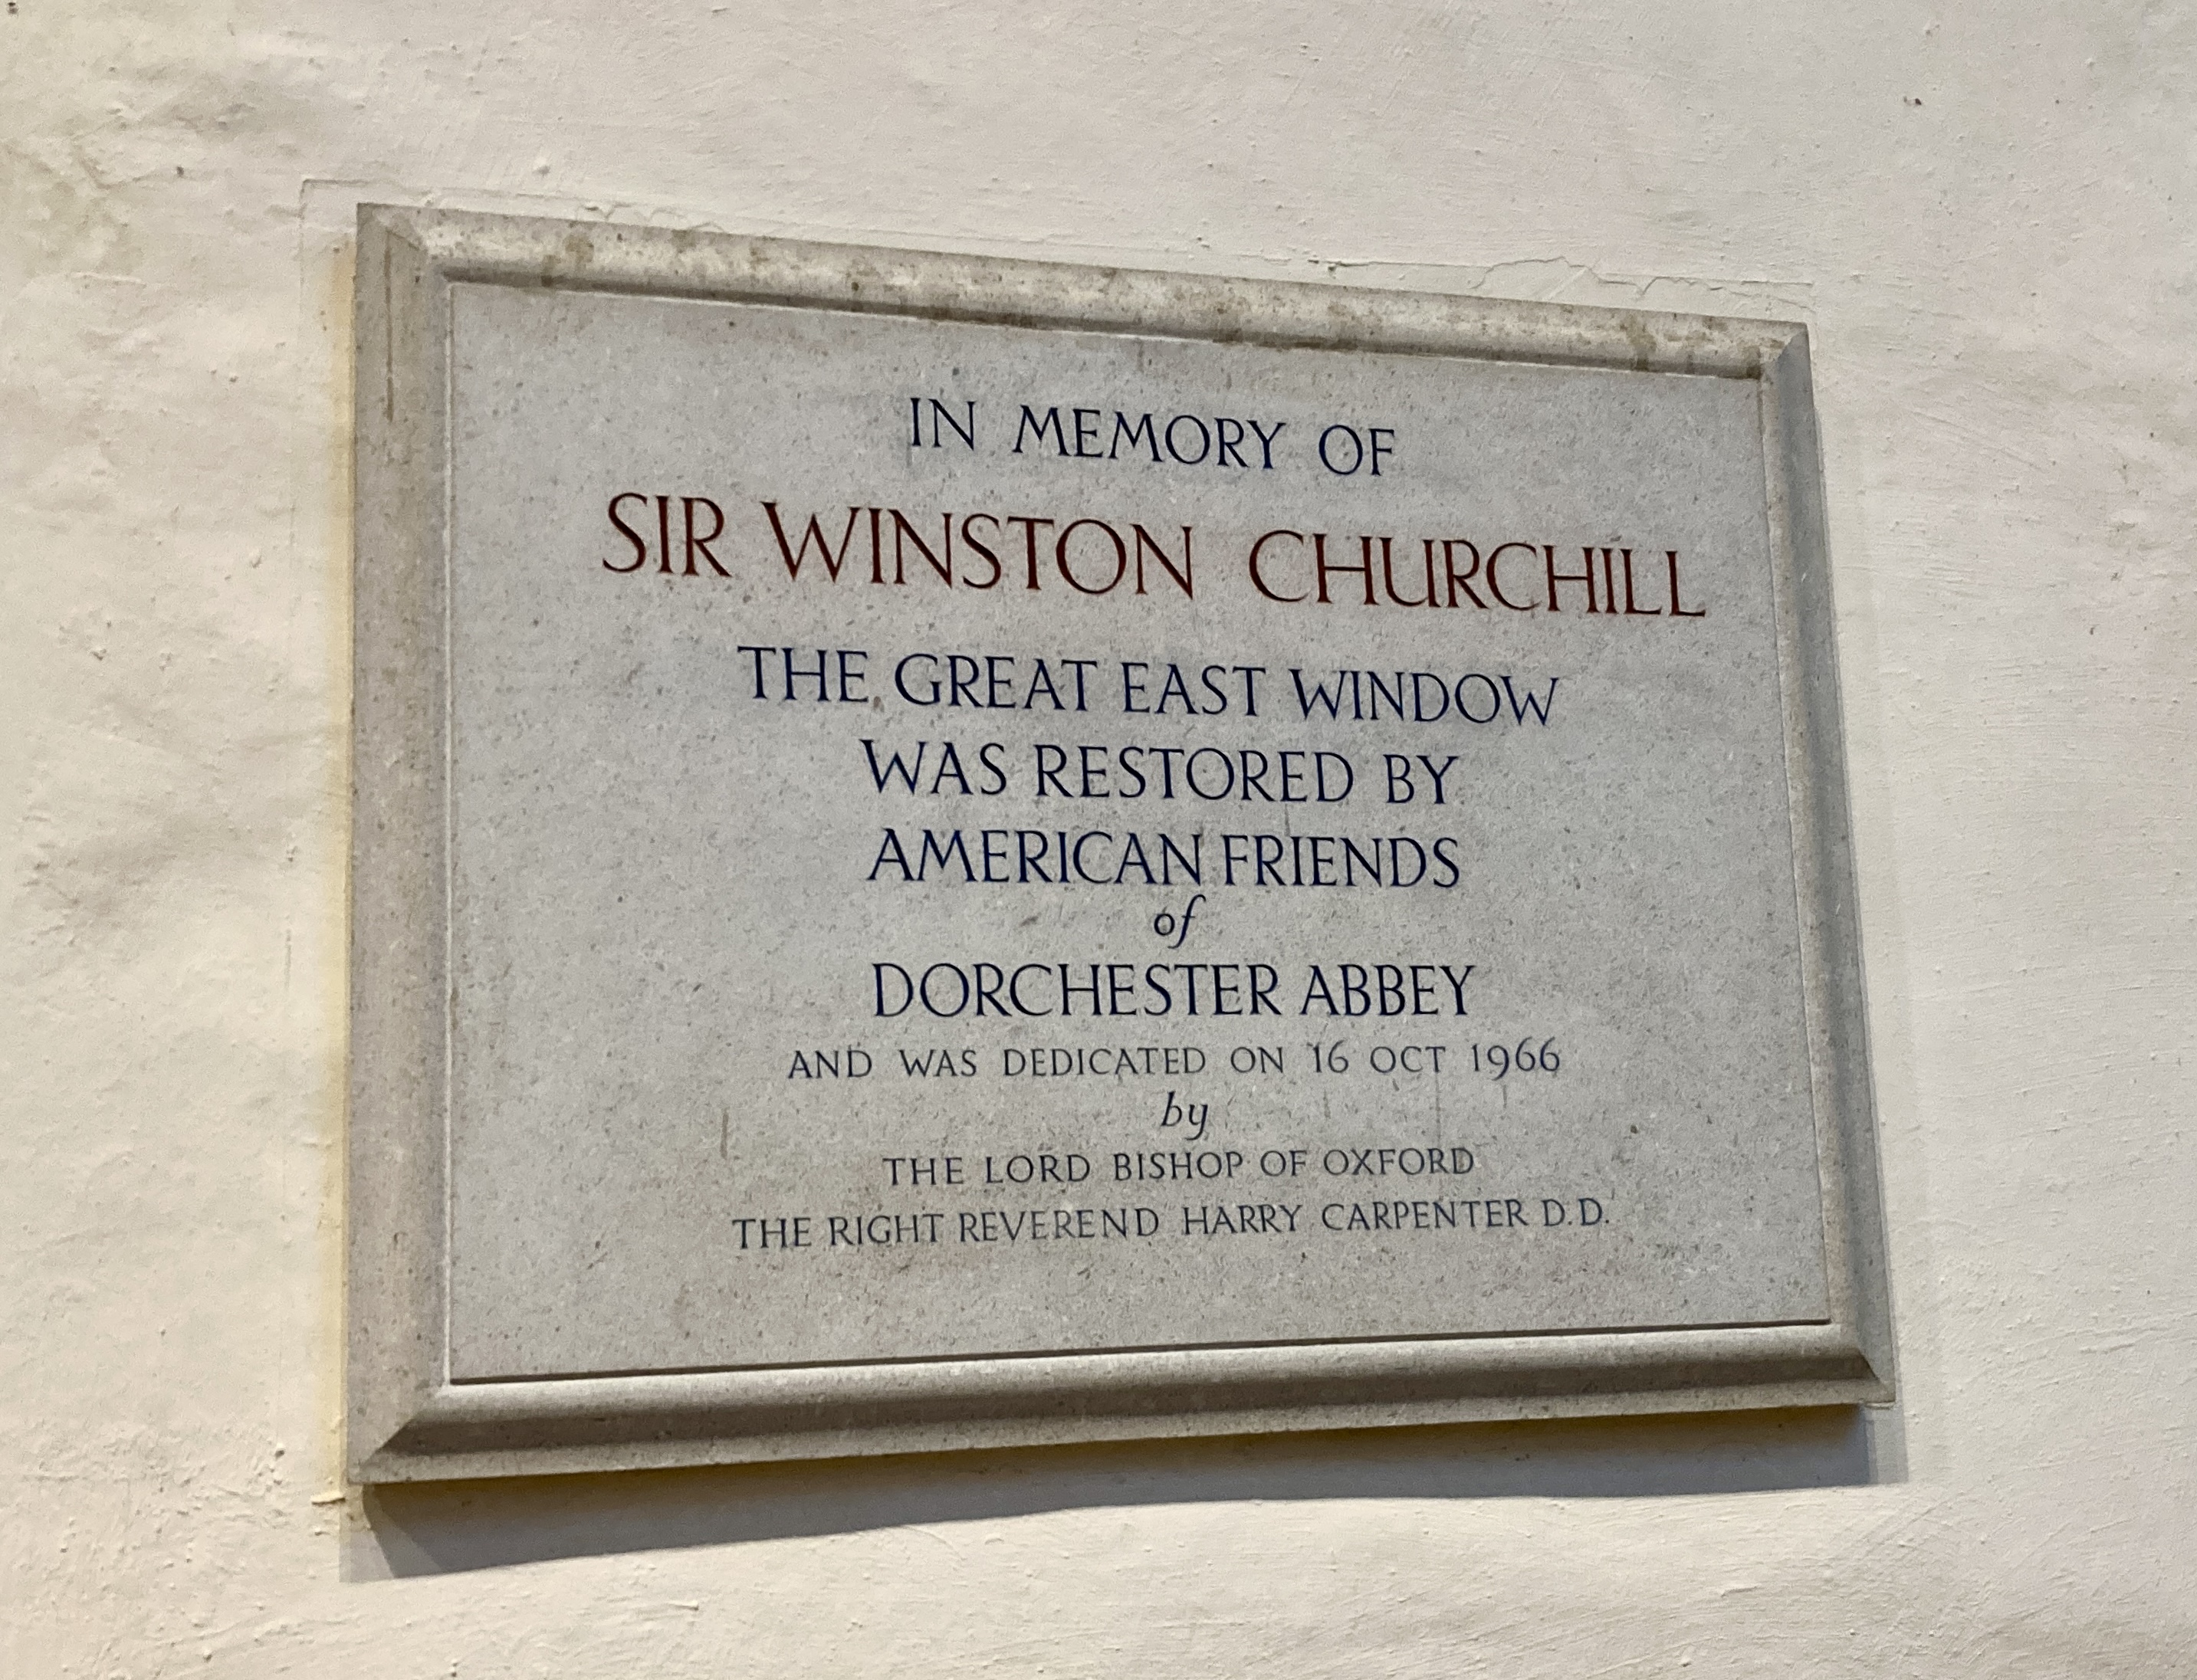 IN MEMORY OF
SIR WINSTON CHURCHILL
THE GREAT EAST WINDOW
WAS RESTORED BY
AMERICAN FRIENDS
of
DORCHESTER ABBEY
AND WAS DEDICATED ON 16 OCT 1966
by
THE LORD BISHOP OF OXFORD
THE RIGHT REVEREND HARRY CARPENTER D.D.